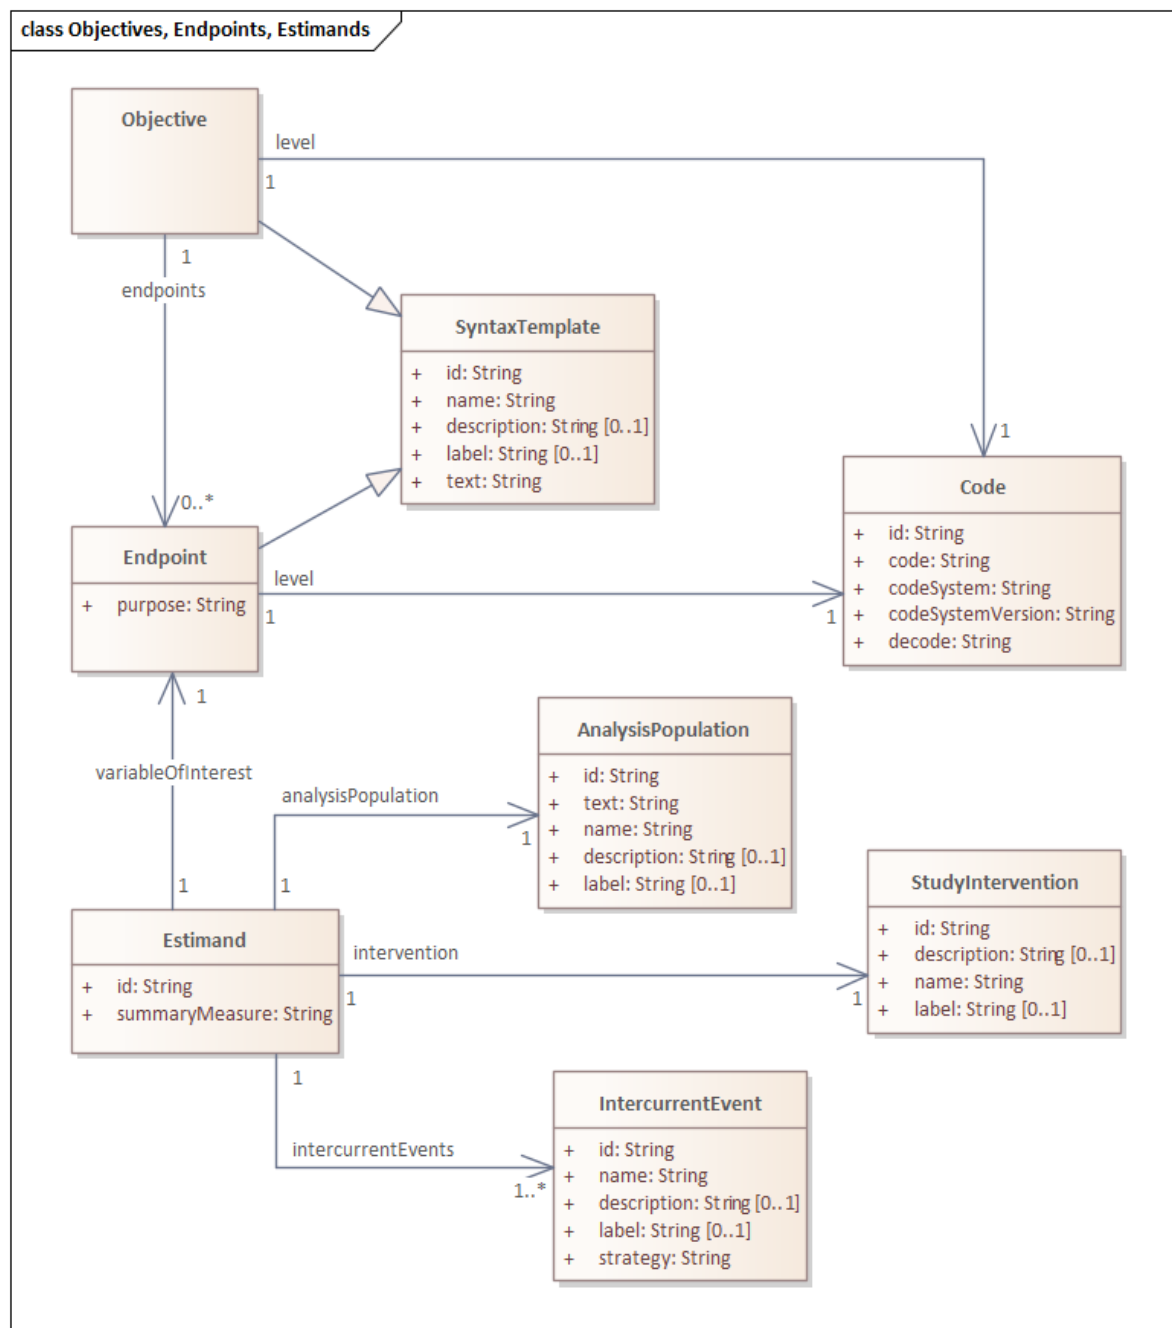 class Objectives, Endpoints, Estimands
Objective
level
1
1
endpoints
SyntaxTemplate
+ id: String
+ name: String
+ description: String [0..1]
+ label: String [0..1]
+ text: String
1
Code
+ id: String
+ code: String
+ codeSystem: String
+ codeSystemVersion: String
+ decode: String
0..*
Endpoint
+ purpose: String
level
1
1
1
variableOfInterest
1
AnalysisPopulation
+ id: String
+ text: String
+ name: String
+ description: String [0..1]
+ label: String [0..1]
analysisPopulation
1
1
StudyIntervention
+ id: String
+ description: String [0..1]
+ name: String
+ label: String [0..1]
Estimand
+ id: String
+ summaryMeasure: String
intervention
1
1
1
intercurrentEvents
1..*
IntercurrentEvent
+ id: String
+ name: String
+ description: String [0..1]
+ label: String [0..1]
+ strategy: String